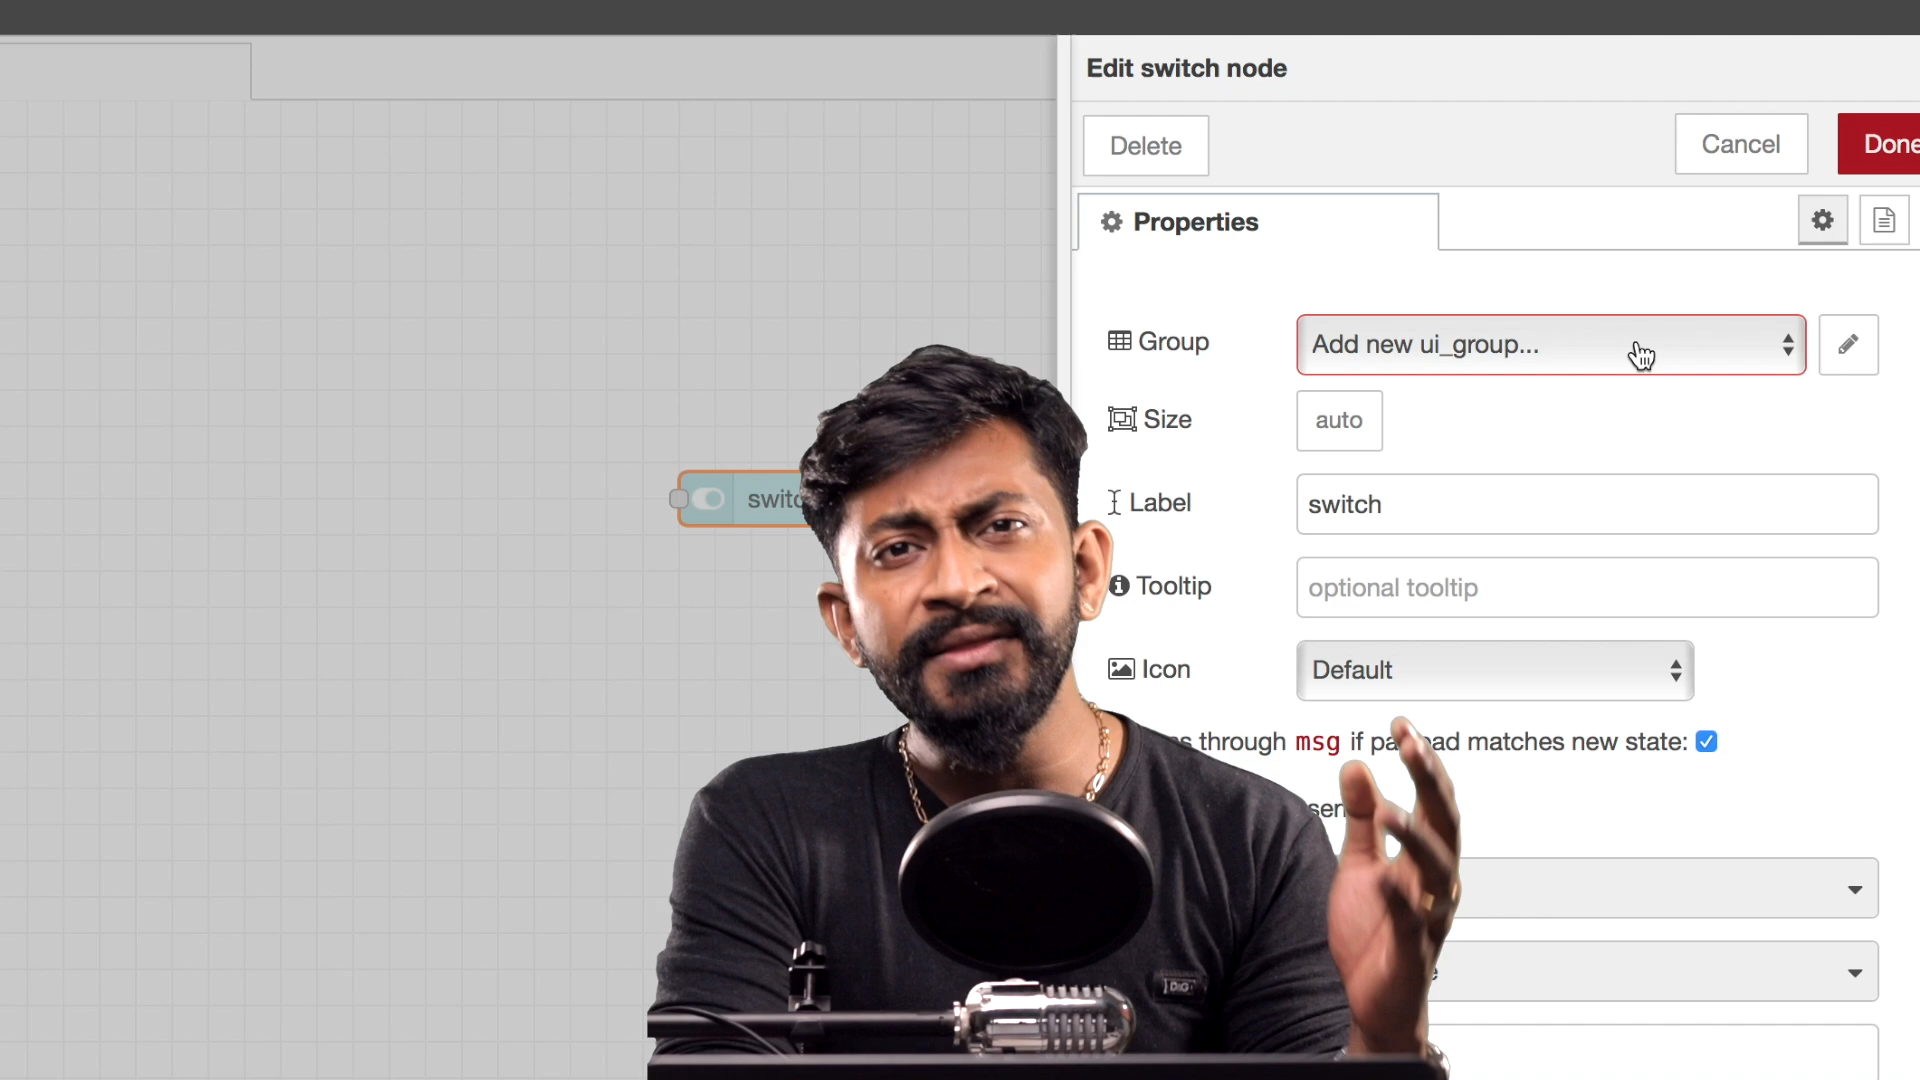 Edit switch node
Delete
Cancel
Done
Properties
Group
Add new ui_group...
Size
auto
switc
Label
switch
Tooltip
optional tooltip
Icon
Default
through msg if pa ad matches new state:
D&G